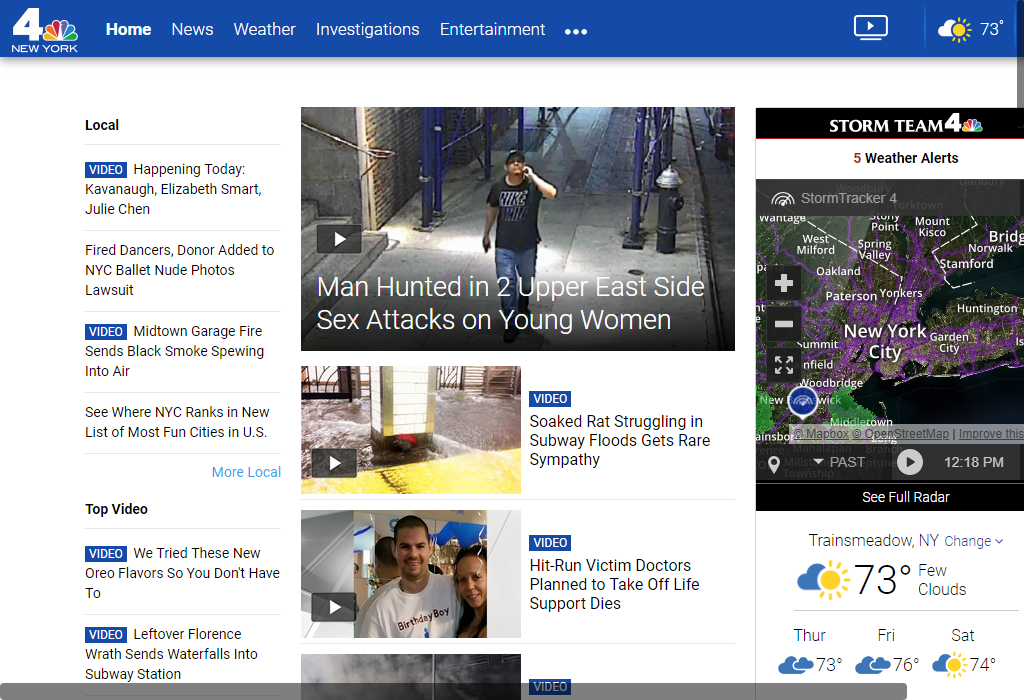 4
NEW YORK
Home
News
Weather
Investigations
Entertainment
73°
Local
VIDEO Happening Today:
Kavanaugh, Elizabeth Smart,
Julie Chen
Fired Dancers, Donor Added to
NYC Ballet Nude Photos
Lawsuit
VIDEO Midtown Garage Fire
Sends Black Smoke Spewing
Into Air
See Where NYC Ranks in New
List of Most Fun Cities in U.S.
More Local
Top Video
VIDEO We Tried These New
Oreo Flavors So You Don't Have
To
VIDEO Leftover Florence
Wrath Sends Waterfalls Into
Subway Station
Man Hunted in 2 Upper East Side
Sex Attacks on Young Women
VIDEO
Soaked Rat Struggling in
Subway Floods Gets Rare
Sympathy
VIDEO
Hit-Run Victim Doctors
Planned to Take Off Life
Support Dies
Birthday Boy
VIDEO
STORM TEAM 4
5 Weather Alerts
StormTracker 4
Woodbury
Danbury
Yorktown
Wantage
Stony
Point
Mount
Kisco
West
Milford
Spring
Valley
Norwalk
Stamford
Oakland
Paterson
Yonkers
Huntington
New York
City
Garden
City
Summit
Woodbridge
Middletown
© Mapbox © OpenStreetMap | Improve this
Manalapan
PAST
12:18 PM
See Full Radar
Trainsmeadow, NY Change
73° Few
Clouds
Thur
Fri
Sat
73°
76°
74°